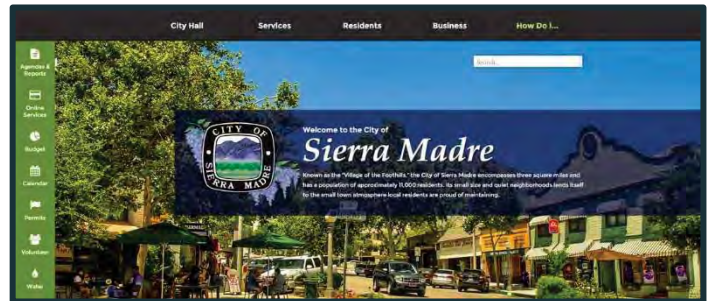 City Hall
Services
Residents
Business
How Do I...
Agendas &
Reports
Online
Services
Budget
Calendar
Permits
Volunteer
Water
Search...
CITY OF
SIERRA MADRE
Welcome to the City of
Sierra Madre
Known as the "Village of the Foothills," the City of Sierra Madre encompasses three square miles and
has a population of approximately 11,000 residents. Its small size and quiet neighborhoods lends itself
to the small town atmosphere local residents are proud of maintaining.